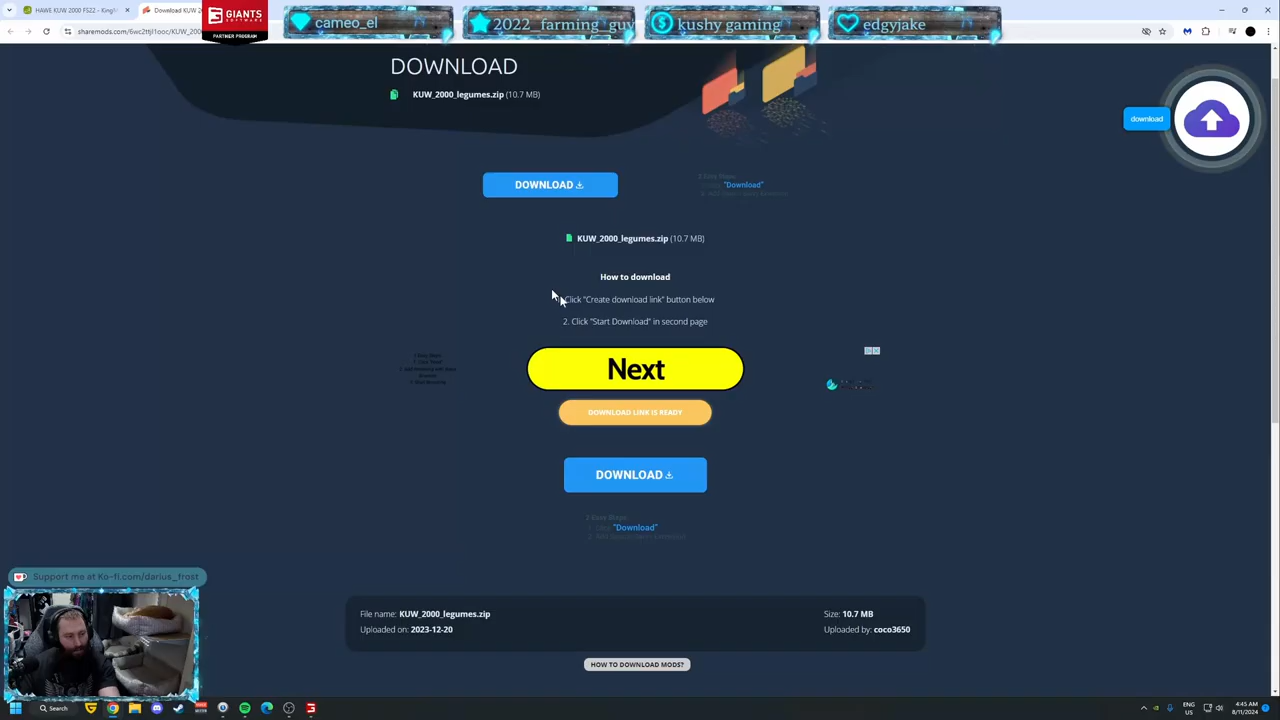 HAWE KUW 2000 FS22 - King
Download KUW 20
GIANTS
SOFTWARE
PARTNER PROGRAM
cameo_el
2022_farming_guy
kushy gaming
edgyjake
sharemods.com/6wc2ttjl1ooc/KUW_200
DOWNLOAD
KUW_2000_legumes.zip (10.7 MB)
download
DOWNLOAD
"Download"
KUW_2000_legumes.zip (10.7 MB)
How to download
Click "Create download link" button below
2. Click "Start Download" in second page
Next
DOWNLOAD LINK IS READY
DOWNLOAD
"Download"
Support me at Ko-fi.com/darius_frost
File name: KUW_2000_legumes.zip
Size: 10.7 MB
Uploaded on: 2023-12-20
Uploaded by: coco3650
HOW TO DOWNLOAD MODS?
Search
ENG
US
4:45 AM
8/11/2024